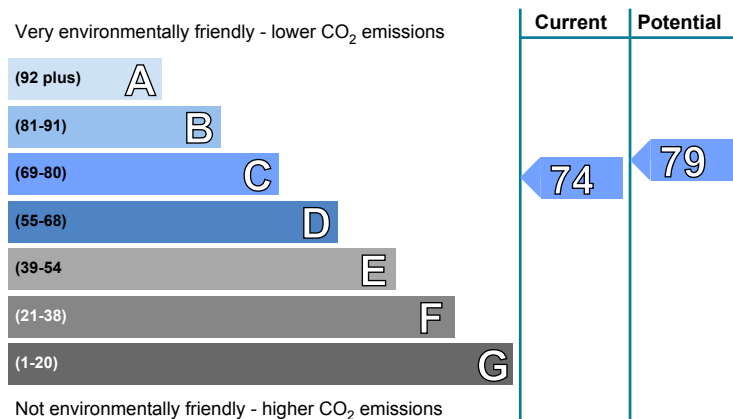 Very environmentally friendly - lower CO₂ emissions
Current
Potential
(92 plus) A
(81-91) B
(69-80) C
(55-68) D
(39-54 E
(21-38) F
(1-20) G
74
79
Not environmentally friendly - higher CO₂ emissions